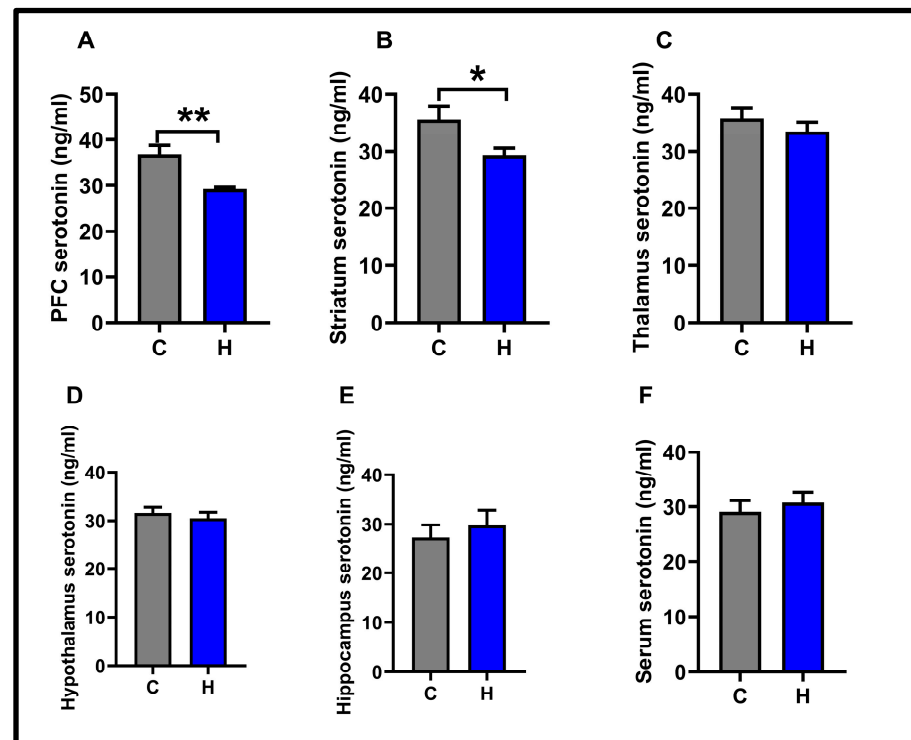 A
PFC serotonin (ng/ml)
50
40
30
20
10
0
**
C H
B
Striatum serotonin (ng/ml)
40
30
20
10
0
*
C H
C
Thalamus serotonin (ng/ml)
40
30
20
10
0
C H
D
Hypothalamus serotonin (ng/ml)
40
30
20
10
0
C H
E
Hippocampus serotonin (ng/ml)
40
30
20
10
0
C H
F
Serum serotonin (ng/ml)
40
30
20
10
0
C H